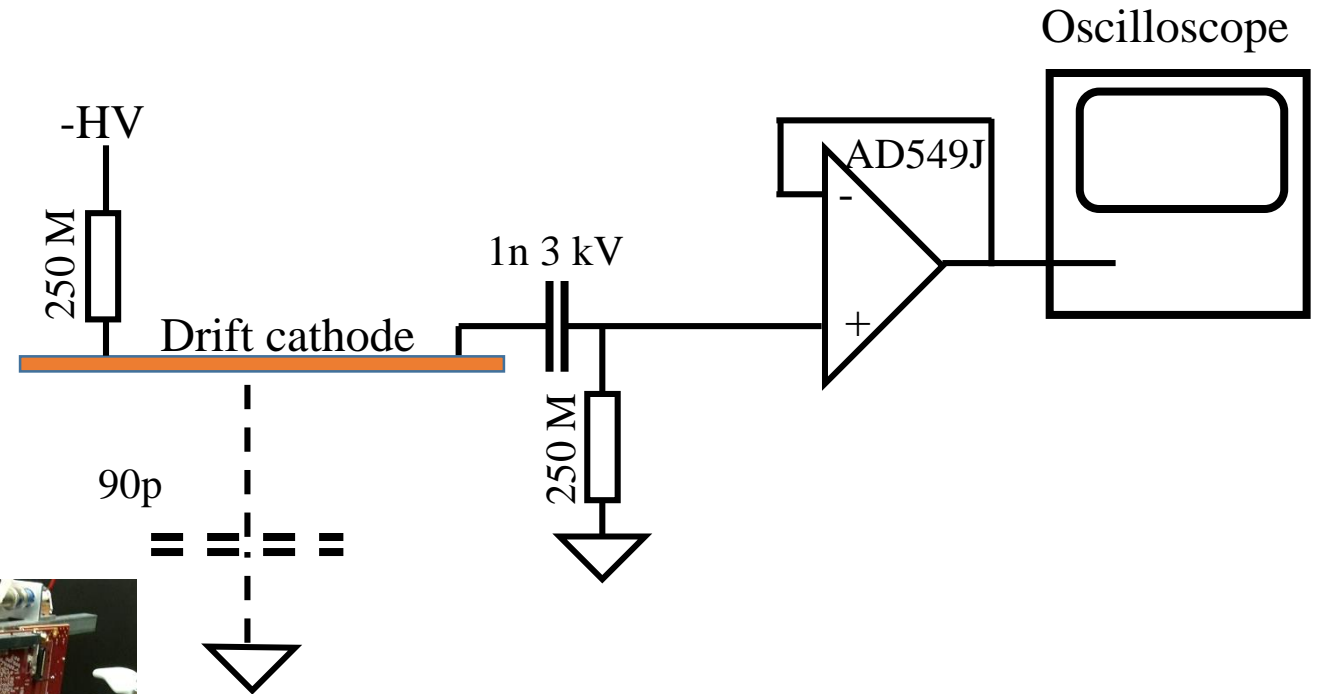 Oscilloscope
-HV
AD549J
-
250 M
1n 3 kV
Drift cathode
+
250 M
90p